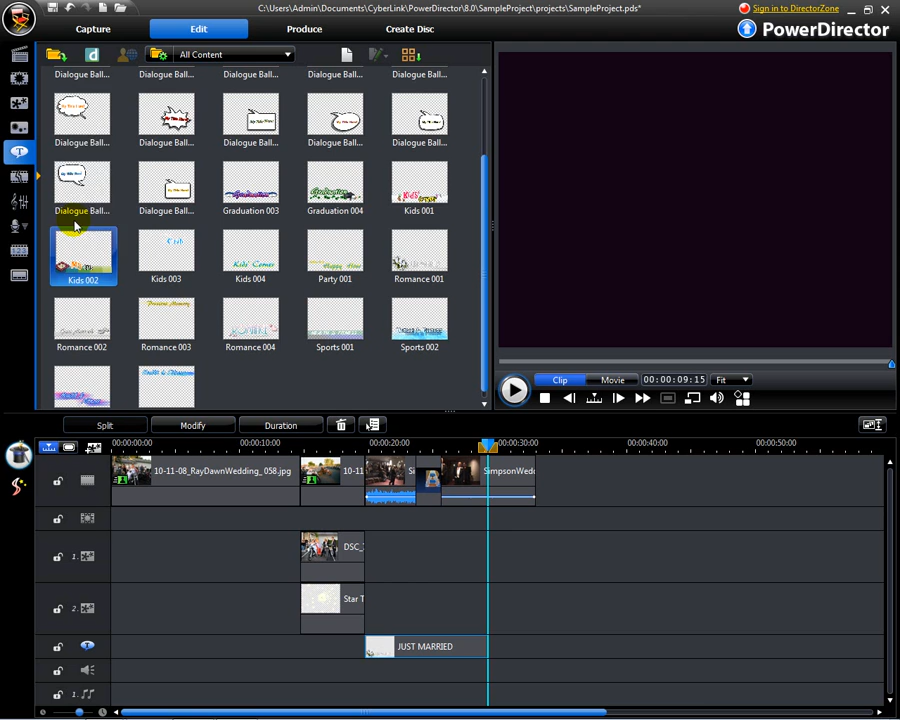 C:\Users\Admin\Documents\CyberLink\PowerDirector\8.0\SampleProject\projects\SampleProject.pds*
Sign in to DirectorZone
Capture
Edit
Produce
Create Disc
PowerDirector
All Content
Dialogue Ball...
Dialogue Ball...
Dialogue Ball...
Dialogue Ball...
Dialogue Ball...
Dialogue Ball...
Dialogue Ball...
Dialogue Ball...
Dialogue Ball...
Dialogue Ball...
Dialogue Ball...
Dialogue Ball...
Graduation 003
Graduation 004
Kids 001
Kids 002
Kids 003
Kids 004
Party 001
Romance 001
Romance 002
Romance 003
Romance 004
Sports 001
Sports 002
Clip
Movie
00:00:09:15
Fit
Split
Modify
Duration
00:00:00:00
00:00:10:00
00:00:20:00
00:00:30:00
00:00:40:00
00:00:50:00
10-11-08_RayDawnWedding_058.jpg
10-11
SimpsonWedd
1.
DSC_
2.
Star T
JUST MARRIED
1.